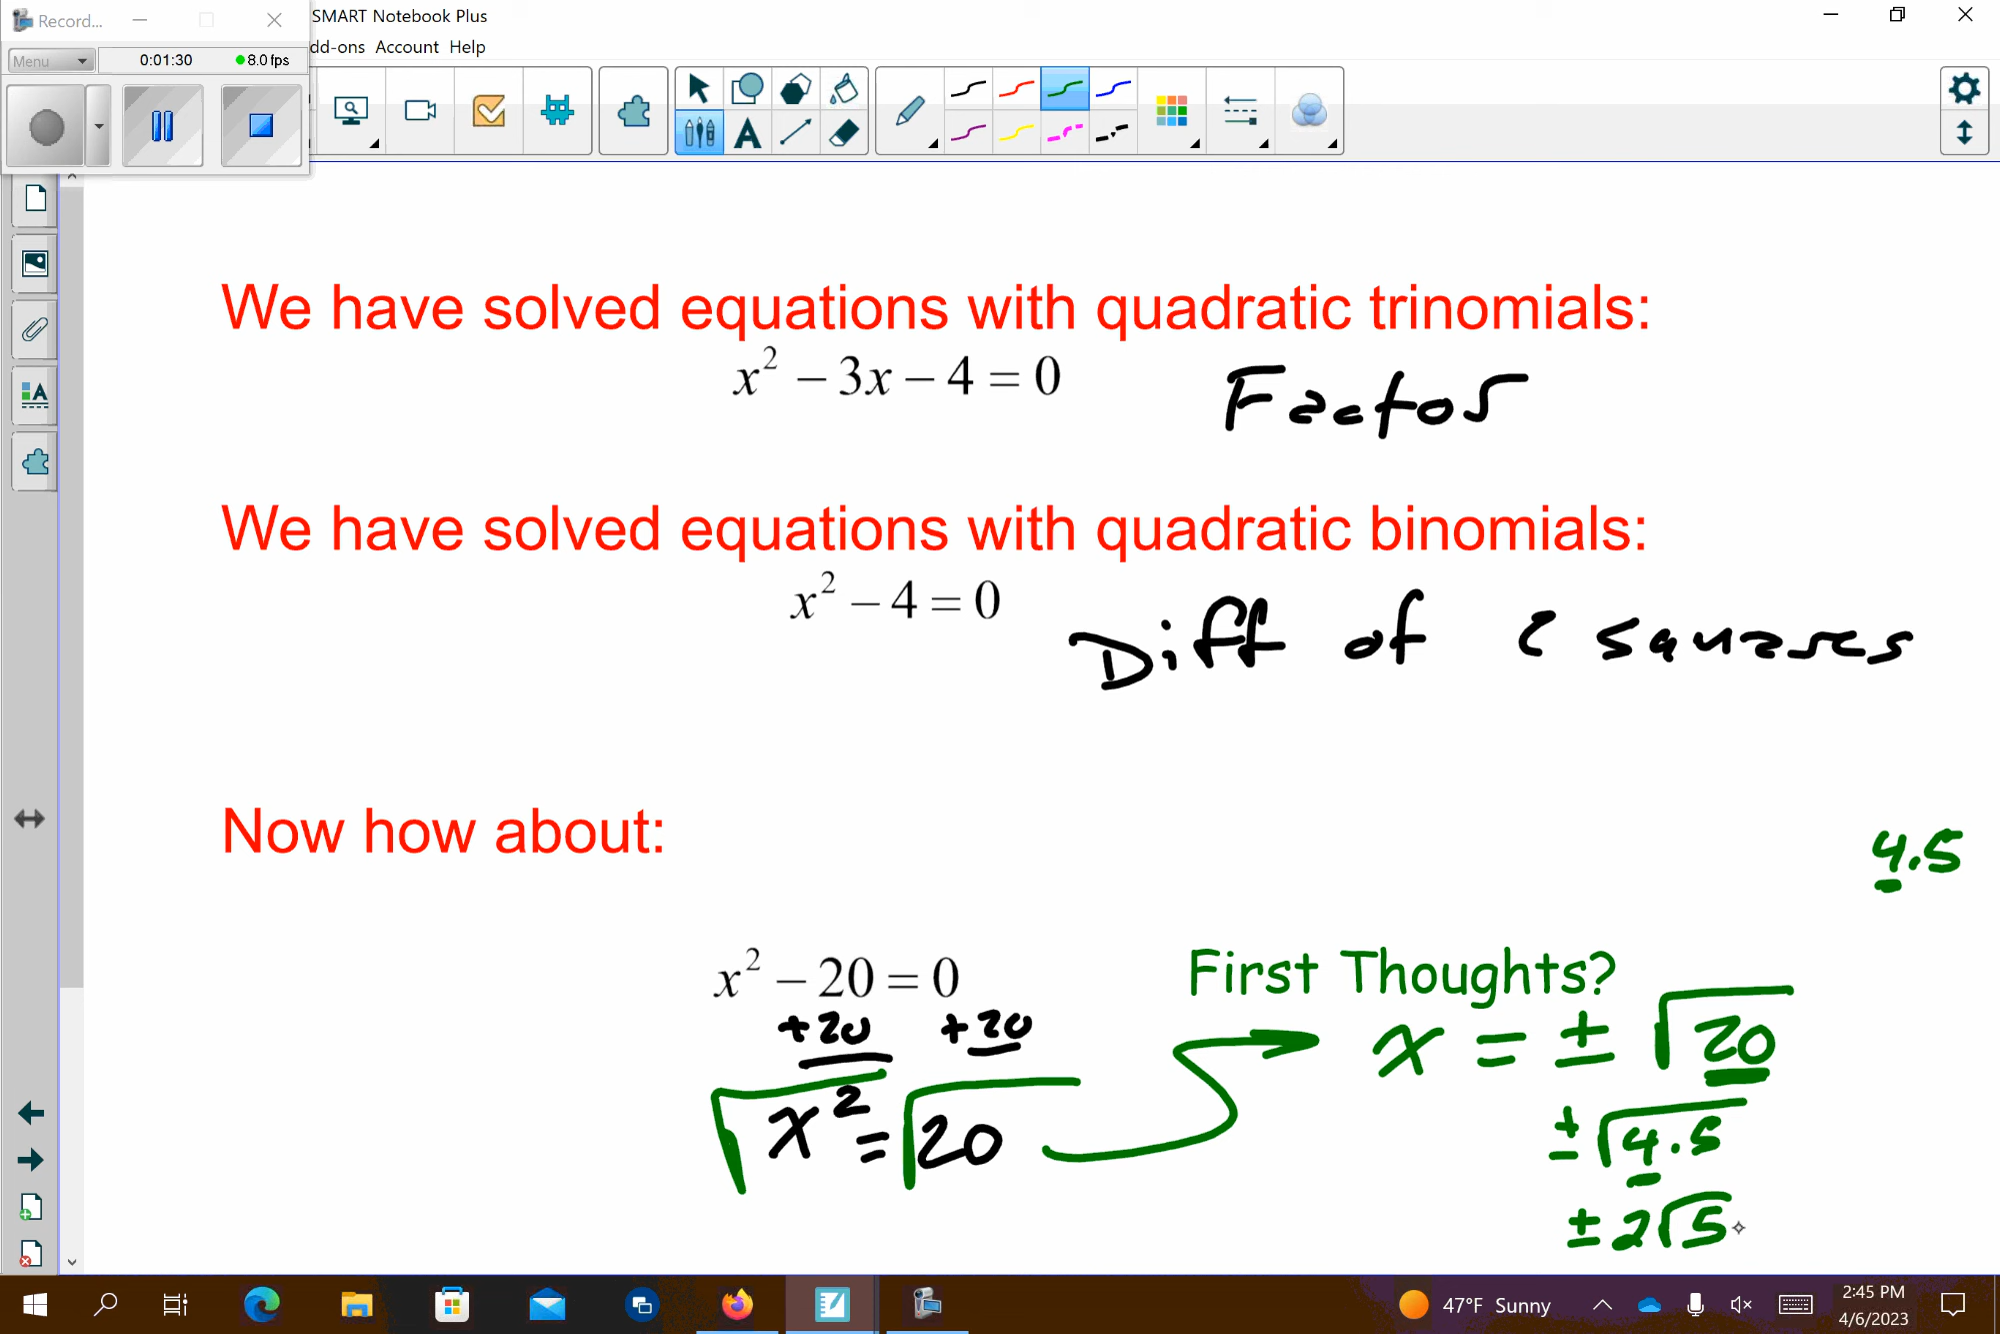 Record...
SMART Notebook Plus
dd-ons Account Help
Menu 0:01:30 8.0 fps
We have solved equations with quadratic trinomials:
x² − 3x − 4 = 0
Factor
We have solved equations with quadratic binomials:
x² − 4 = 0
Diff of 2 squares
Now how about:
4.5
x² − 20 = 0
+20 +20
√x² = √20
First Thoughts?
x = ± √20
± √4.5
± 2√5
47°F Sunny
2:45 PM
4/6/2023